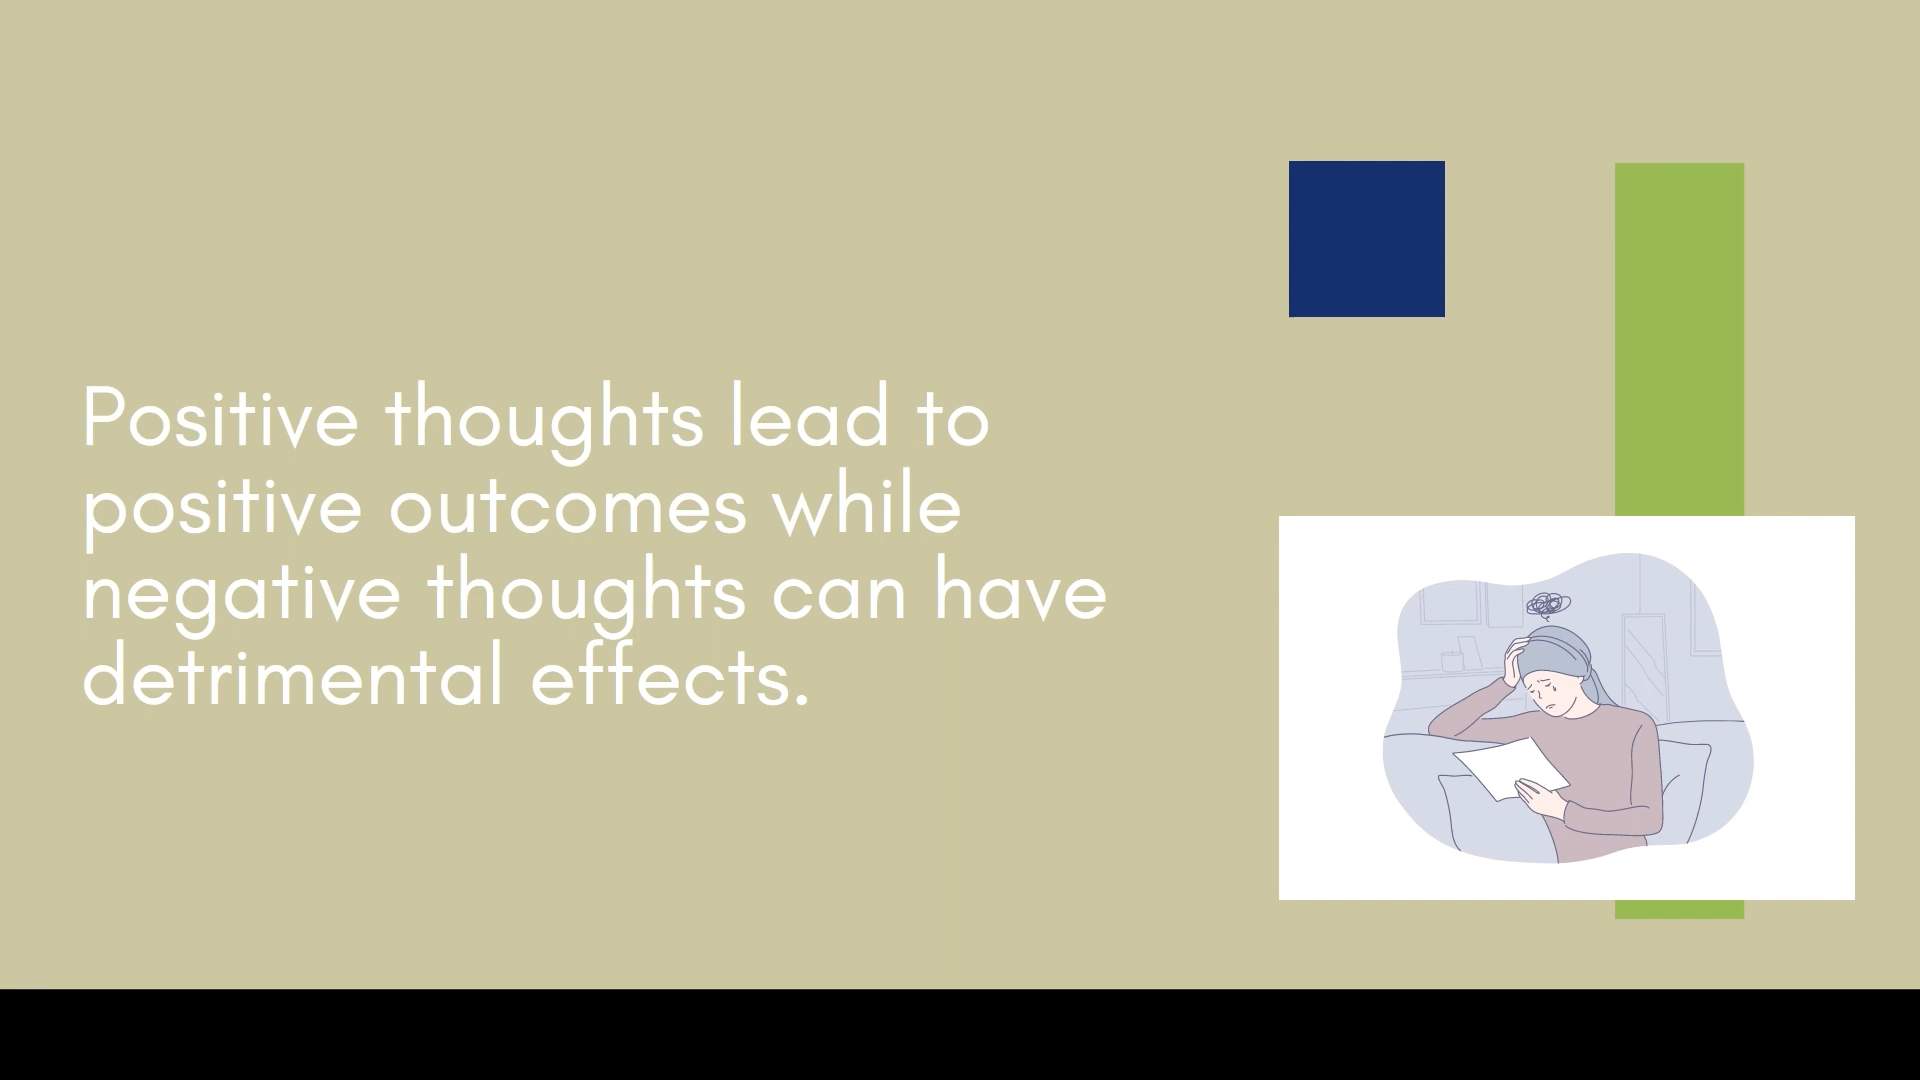 Positive thoughts lead to
positive outcomes while
negative thoughts can have
detrimental effects.